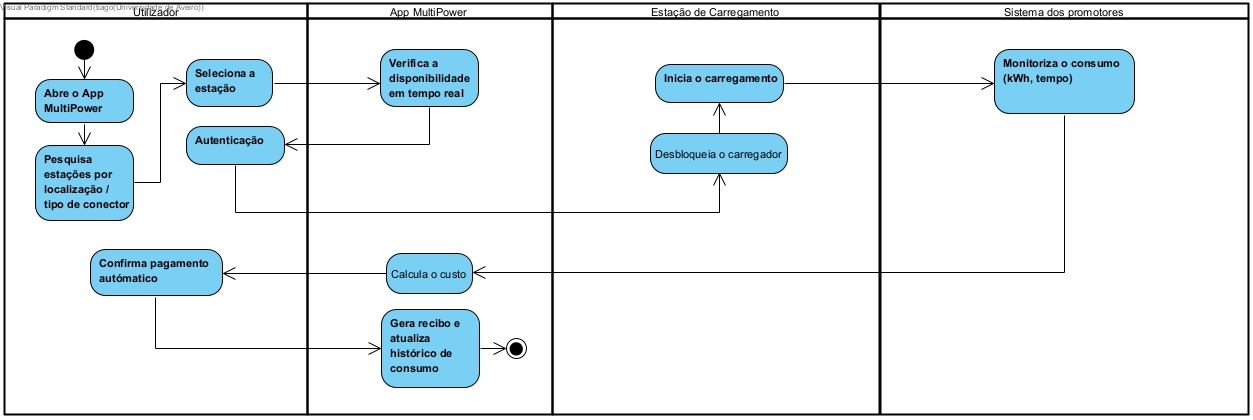 Visual Paradigm Standard(tiago(Universidade de Aveiro))
Utilizador
App MultiPower
Estação de Carregamento
Sistema dos promotores
Abre o App
MultiPower
Pesquisa
estações por
localização /
tipo de conector
Seleciona a
estação
Autenticação
Verifica a
disponibilidade
em tempo real
Inicia o carregamento
Desbloqueia o carregador
Monitoriza o consumo
(kWh, tempo)
Confirma pagamento
autómatico
Calcula o custo
Gera recibo e
atualiza
histórico de
consumo